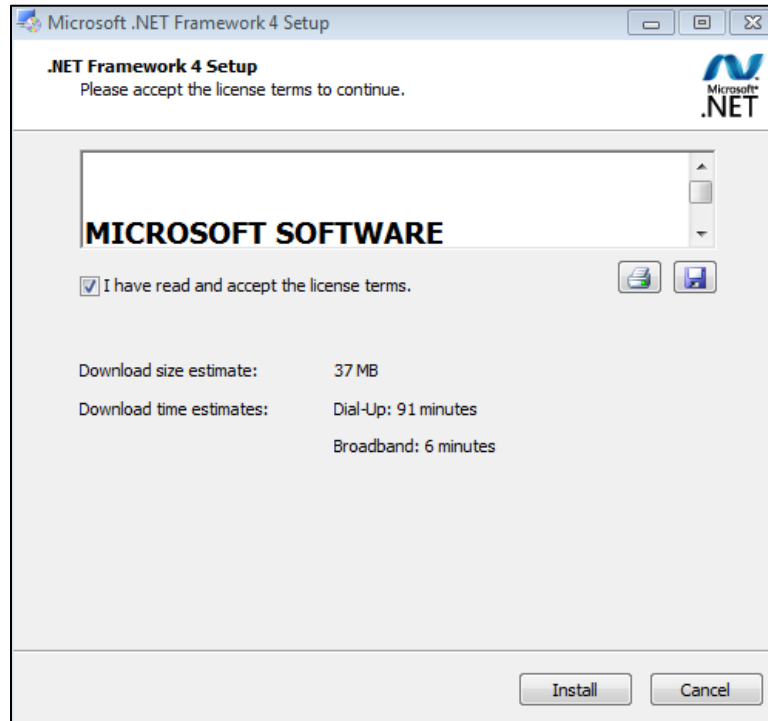 Microsoft .NET Framework 4 Setup
.NET Framework 4 Setup
Please accept the license terms to continue.
Microsoft®
.NET
MICROSOFT SOFTWARE
I have read and accept the license terms.
Download size estimate: 37 MB
Download time estimates: Dial-Up: 91 minutes
Broadband: 6 minutes
Install Cancel